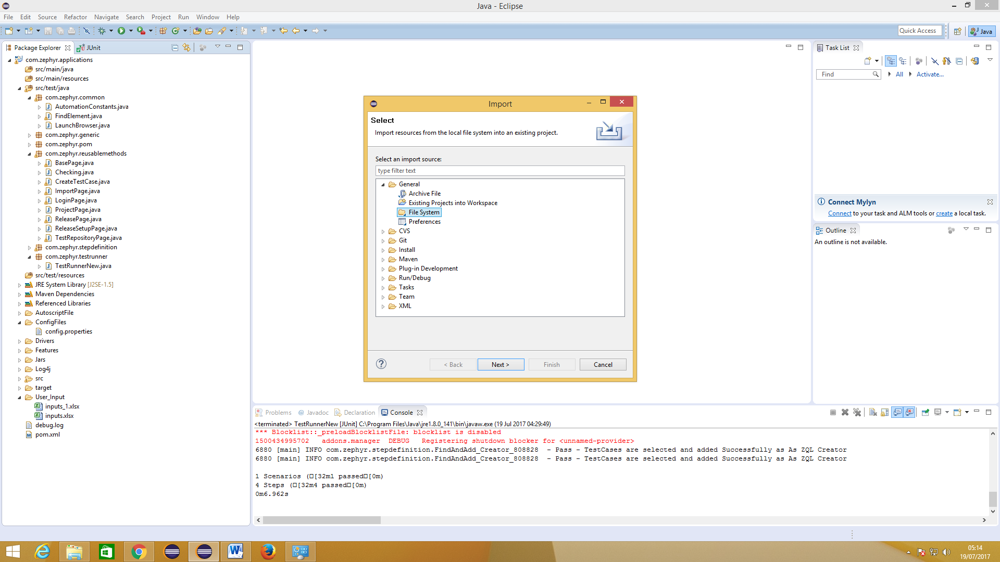 Java - Eclipse
File Edit Source Refactor Navigate Search Project Run Window Help
Quick Access
Java
Package Explorer
JUnit
com.zephyr.applications
src/main/java
src/main/resources
src/test/java
com.zephyr.common
AutomationConstants.java
FindElement.java
LaunchBrowser.java
com.zephyr.generic
com.zephyr.pom
com.zephyr.reusablemethods
BasePage.java
Checking.java
CreateTestCase.java
ImportPage.java
LoginPage.java
ProjectPage.java
ReleasePage.java
ReleaseSetupPage.java
TestRepositoryPage.java
com.zephyr.stepdefinition
com.zephyr.testrunner
TestRunnerNew.java
src/test/resources
JRE System Library [J2SE-1.5]
Maven Dependencies
Referenced Libraries
AutoscriptFile
ConfigFiles
config.properties
Drivers
Features
Jars
Log4j
src
target
User_Input
inputs_1.xlsx
inputs.xlsx
debug.log
pom.xml
Import
Select
Import resources from the local file system into an existing project.
Select an import source:
type filter text
General
Archive File
Existing Projects into Workspace
File System
Preferences
CVS
Git
Install
Maven
Plug-in Development
Run/Debug
Tasks
Team
XML
< Back
Next >
Finish
Cancel
Task List
Find
All
Activate...
Connect Mylyn
Connect to your task and ALM tools or create a local task.
Outline
An outline is not available.
Problems
@ Javadoc
Declaration
Console
<terminated> TestRunnerNew [JUnit] C:\Program Files\Java\jre1.8.0_141\bin\javaw.exe (19 Jul 2017 04:29:49)
*** Blocklist::_preloadBlocklistFile: blocklist is disabled
1500434995702 addons.manager DEBUG Registering shutdown blocker for <unnamed-provider>
6880 [main] INFO com.zephyr.stepdefinition.FindAndAdd_Creator_808828 - Pass - TestCases are selected and added Successfully as As ZQL Creator
6880 [main] INFO com.zephyr.stepdefinition.FindAndAdd_Creator_808828 - Pass - TestCases are selected and added Successfully as As ZQL Creator
1 Scenarios (□[32m1 passed□[0m)
4 Steps (□[32m4 passed□[0m)
0m6.962s
05:14
19/07/2017